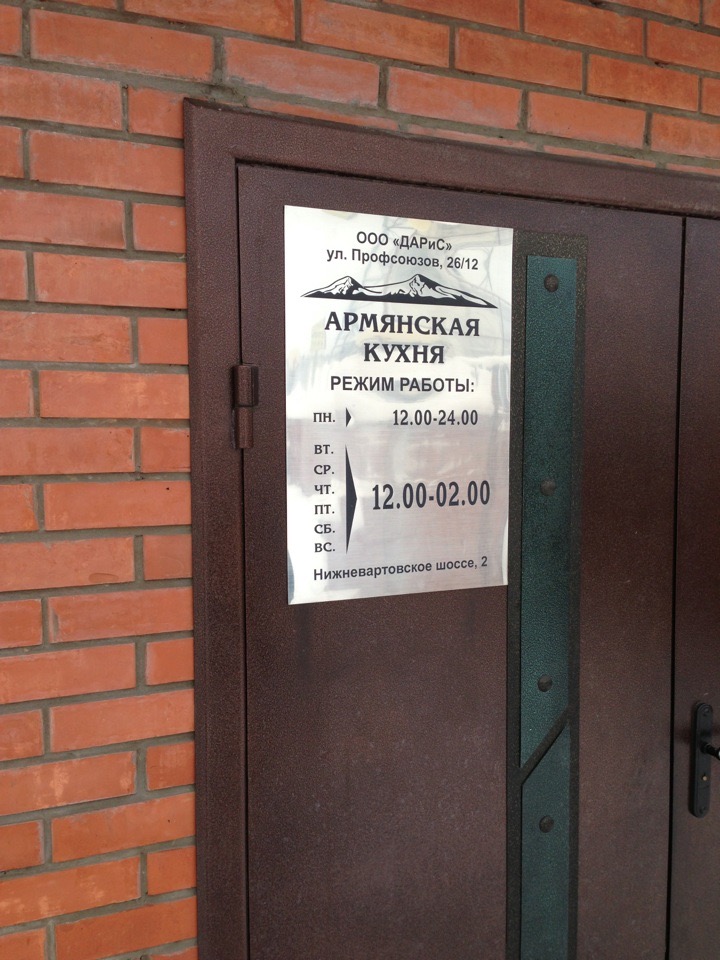 ООО «ДАРиС»
ул. Профсоюзов, 26/12
АРМЯНСКАЯ
КУХНЯ
РЕЖИМ РАБОТЫ:
ПН. 12.00-24.00
ВТ.
СР.
ЧТ.
12.00-02.00
ПТ.
СБ.
ВС.
Нижневартовское шоссе, 2